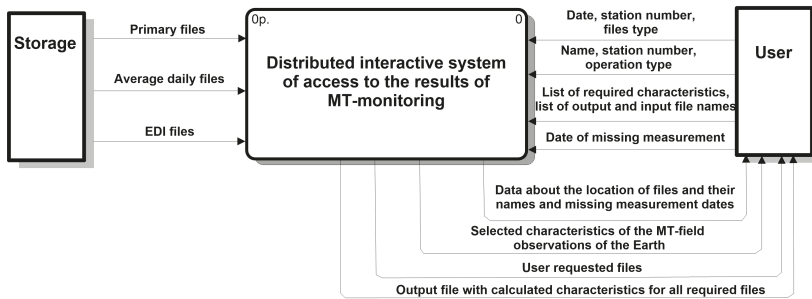 Storage
Primary files
Average daily files
EDI files
0p.
0
Distributed interactive system
of access to the results of
MT-monitoring
Date, station number,
files type
Name, station number,
operation type
List of required characteristics,
list of output and input file names
Date of missing measurement
User
Data about the location of files and their
names and missing measurement dates
Selected characteristics of the MT-field
observations of the Earth
User requested files
Output file with calculated characteristics for all required files